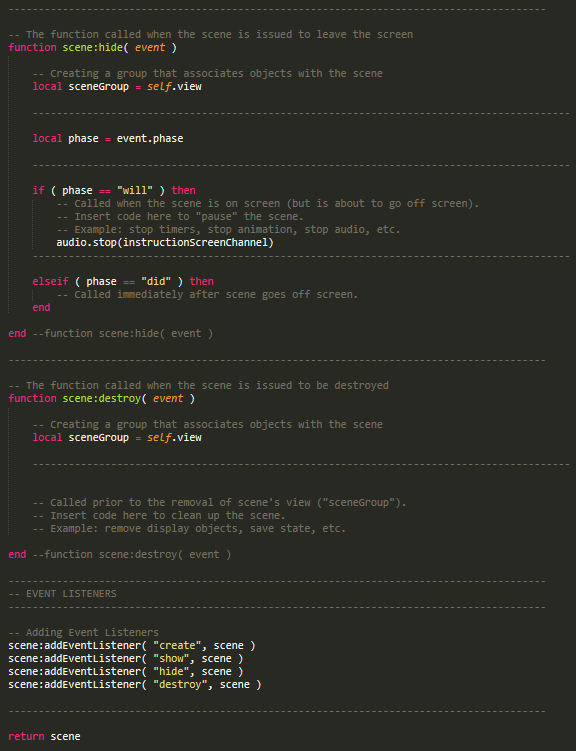 -----------------------------------------------------------------------------------------
-- The function called when the scene is issued to leave the screen
function scene:hide( event )
    -- Creating a group that associates objects with the scene
    local sceneGroup = self.view
    -----------------------------------------------------------------------------------------
    local phase = event.phase
    -----------------------------------------------------------------------------------------
    if ( phase == "will" ) then
        -- Called when the scene is on screen (but is about to go off screen).
        -- Insert code here to "pause" the scene.
        -- Example: stop timers, stop animation, stop audio, etc.
        audio.stop(instructionScreenChannel)
    -----------------------------------------------------------------------------------------
    elseif ( phase == "did" ) then
        -- Called immediately after scene goes off screen.
    end
end --function scene:hide( event )
-----------------------------------------------------------------------------------------
-- The function called when the scene is issued to be destroyed
function scene:destroy( event )
    -- Creating a group that associates objects with the scene
    local sceneGroup = self.view
    -----------------------------------------------------------------------------------------
    -- Called prior to the removal of scene's view ("sceneGroup").
    -- Insert code here to clean up the scene.
    -- Example: remove display objects, save state, etc.
end --function scene:destroy( event )
-----------------------------------------------------------------------------------------
-- EVENT LISTENERS
-----------------------------------------------------------------------------------------
-- Adding Event Listeners
scene:addEventListener( "create", scene )
scene:addEventListener( "show", scene )
scene:addEventListener( "hide", scene )
scene:addEventListener( "destroy", scene )
-----------------------------------------------------------------------------------------
return scene